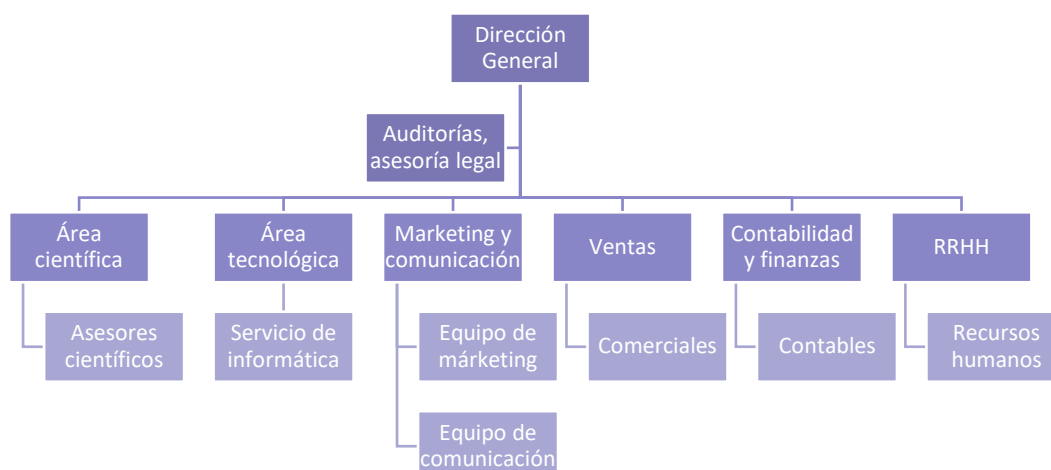 Dirección
General
Auditorías,
asesoría legal
Área
científica
Área
tecnológica
Marketing y
comunicación
Ventas
Contabilidad
y finanzas
RRHH
Asesores
científicos
Servicio de
informática
Equipo de
márketing
Comerciales
Contables
Recursos
humanos
Equipo de
comunicación